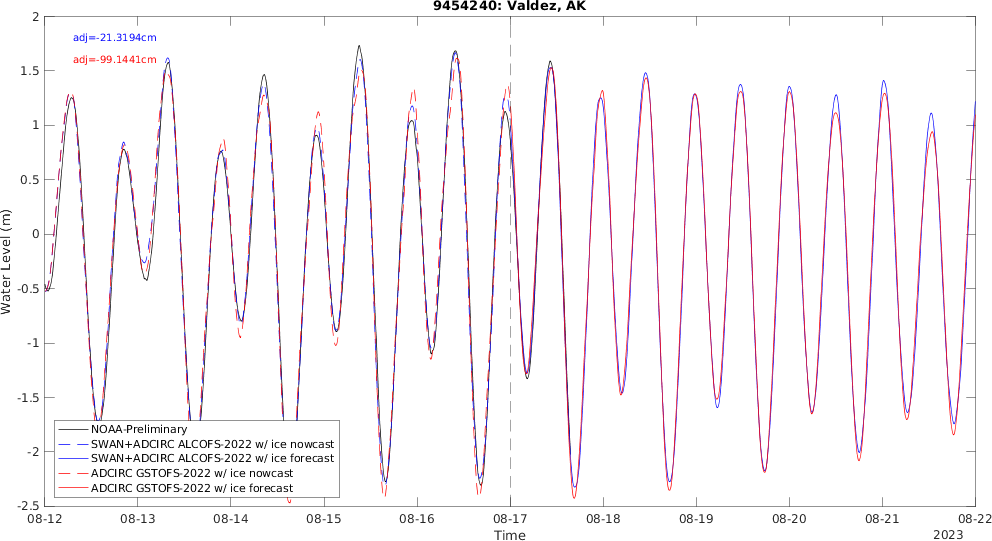 9454240: Valdez, AK
adj=-21.3194cm
adj=-99.1441cm
Water Level (m)
2
1.5
1
0.5
0
-0.5
-1
-1.5
-2
-2.5
NOAA-Preliminary
SWAN+ADCIRC ALCOFS-2022 w/ ice nowcast
SWAN+ADCIRC ALCOFS-2022 w/ ice forecast
ADCIRC GSTOFS-2022 w/ ice nowcast
ADCIRC GSTOFS-2022 w/ ice forecast
08-12 08-13 08-14 08-15 08-16 08-17 08-18 08-19 08-20 08-21 08-22
Time
2023